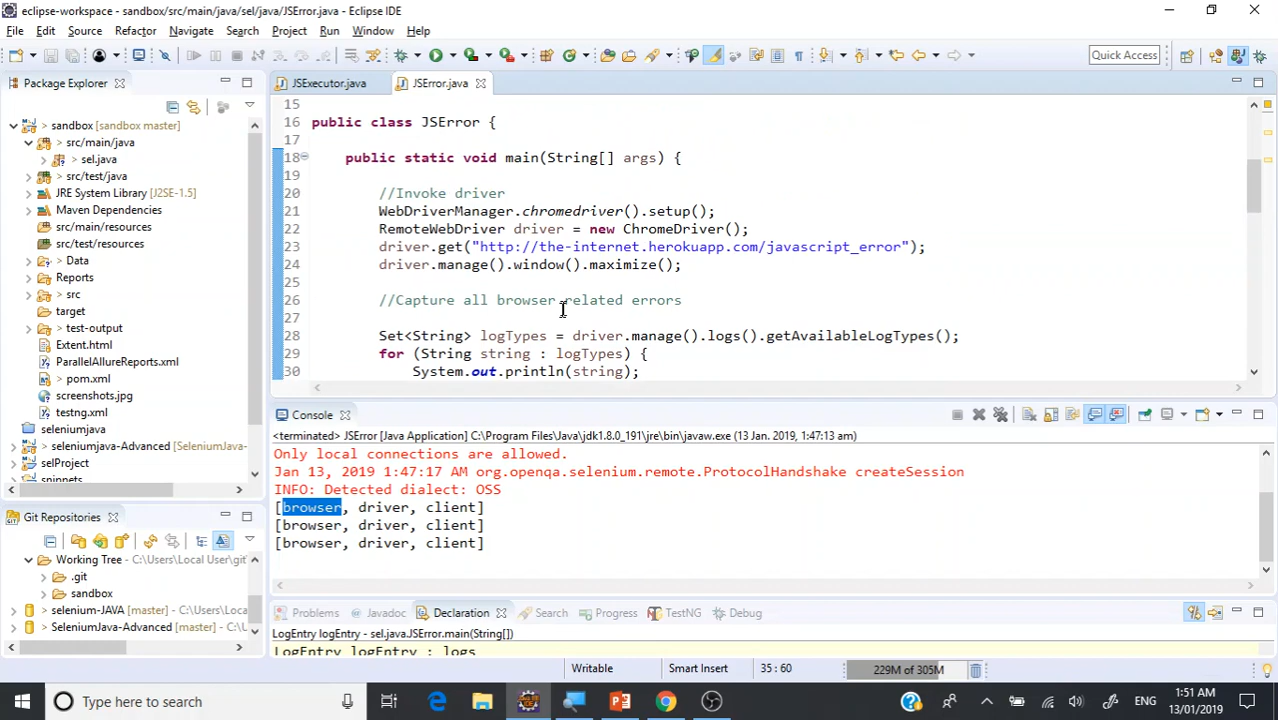 eclipse-workspace - sandbox/src/main/java/sel/java/JSError.java - Eclipse IDE
File Edit Source Refactor Navigate Search Project Run Window Help
Quick Access
Package Explorer
JSExecutor.java
JSError.java
sandbox [sandbox master]
src/main/java
sel.java
src/test/java
JRE System Library [J2SE-1.5]
Maven Dependencies
src/main/resources
src/test/resources
Data
Reports
src
target
test-output
Extent.html
ParallelAllureReports.xml
pom.xml
screenshots.jpg
testng.xml
seleniumjava
seleniumjava-Advanced [SeleniumJava-
selProject
snippets
15
16 public class JSError {
17
18 public static void main(String[] args) {
19
20 //Invoke driver
21 WebDriverManager.chromedriver().setup();
22 RemoteWebDriver driver = new ChromeDriver();
23 driver.get("http://the-internet.herokuapp.com/javascript_error");
24 driver.manage().window().maximize();
25
26 //Capture all browser related errors
27
28 Set<String> logTypes = driver.manage().logs().getAvailableLogTypes();
29 for (String string : logTypes) {
30 System.out.println(string);
Console
<terminated> JSError [Java Application] C:\Program Files\Java\jdk1.8.0_191\jre\bin\javaw.exe (13 Jan. 2019, 1:47:13 am)
Only local connections are allowed.
Jan 13, 2019 1:47:17 AM org.openqa.selenium.remote.ProtocolHandshake createSession
INFO: Detected dialect: OSS
[browser, driver, client]
[browser, driver, client]
[browser, driver, client]
Git Repositories
Working Tree - C:\Users\Local User\git
.git
sandbox
selenium-JAVA [master] - C:\Users\Loca
SeleniumJava-Advanced [master] - C:\U
Problems Javadoc Declaration Search Progress TestNG Debug
LogEntry logEntry - sel.java.JSError.main(String[])
LogEntry logEntry : logs
Writable Smart Insert 35 : 60 229M of 305M
Type here to search
ENG
1:51 AM
13/01/2019